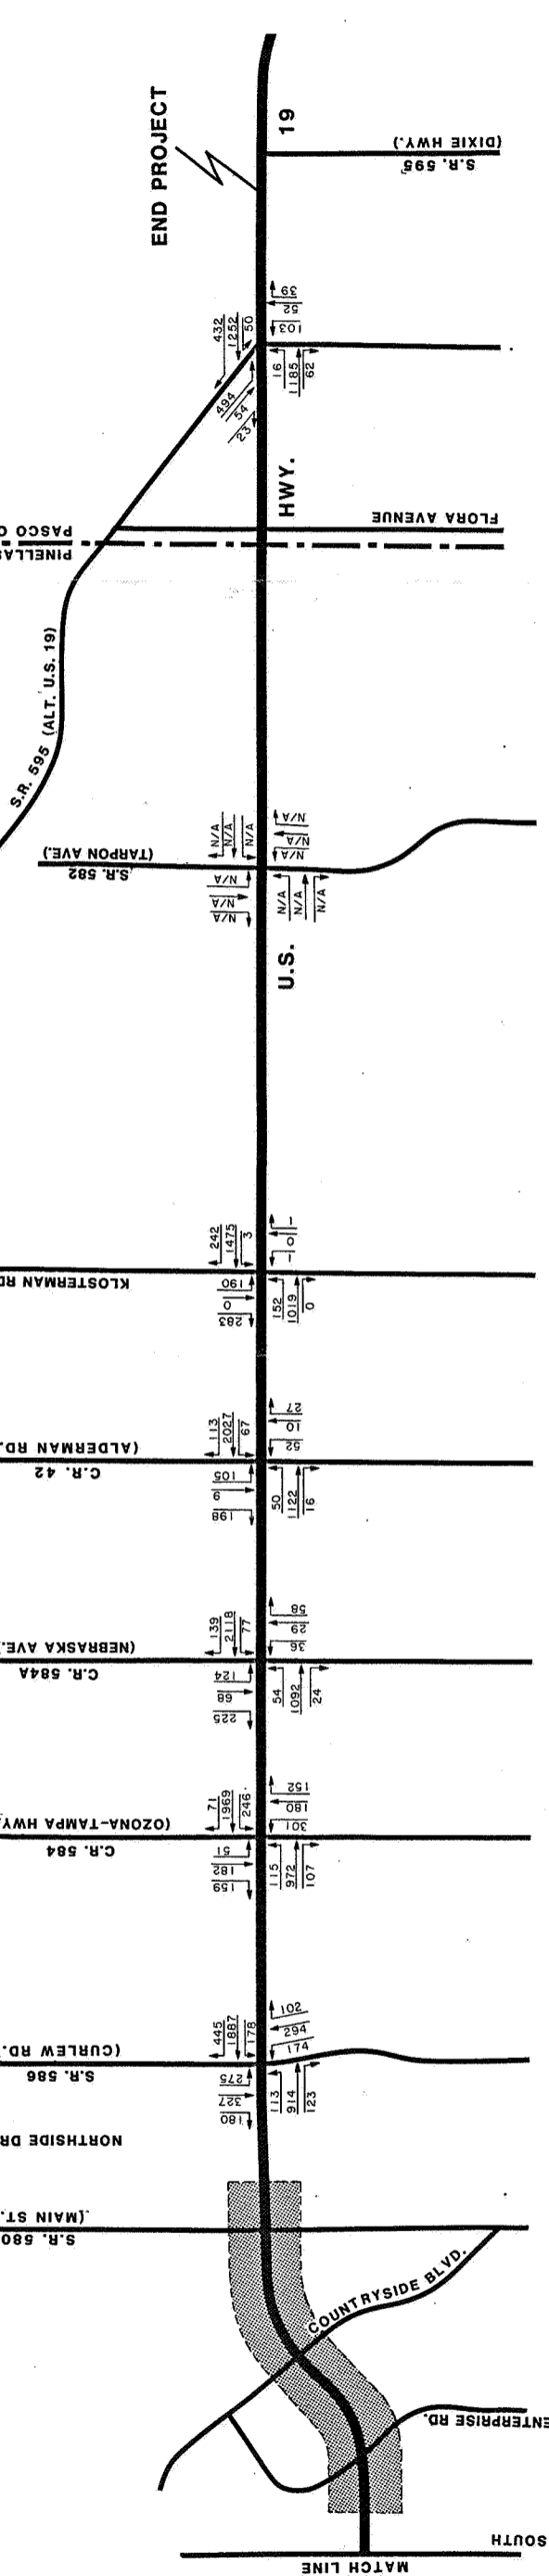 19
END PROJECT
(DIXIE HWY.)
S.R. 595
432
1252
50
39
52
103
494
54
23
16
1185
62
HWY.
FLORA AVENUE
PASCO C
PINELLAS
S.R. 595 (ALT. U.S. 19)
(TARPON AVE.)
S.R. 582
N/A
N/A
N/A
N/A
N/A
N/A
N/A
N/A
N/A
N/A
N/A
N/A
U.S.
KLOSTERMAN RD
242
1475
3
1
0
1
190
0
283
152
1019
0
(ALDERMAN RD.
C.R. 42
113
2027
67
27
10
52
105
9
198
50
1122
16
(NEBRASKA AVE.)
C.R. 584A
139
2118
77
58
29
36
124
68
225
54
1092
24
(OZONA-TAMPA HWY.
C.R. 584
71
1969
246
152
180
301
51
182
159
115
972
107
(CURLEW RD.)
S.R. 586
445
1887
178
102
294
174
275
327
180
113
914
123
NORTHSIDE DR
(MAIN ST.
S.R. 580
COUNTRYSIDE BLVD.
ENTERPRISE RD.
SOUTH
MATCH LINE